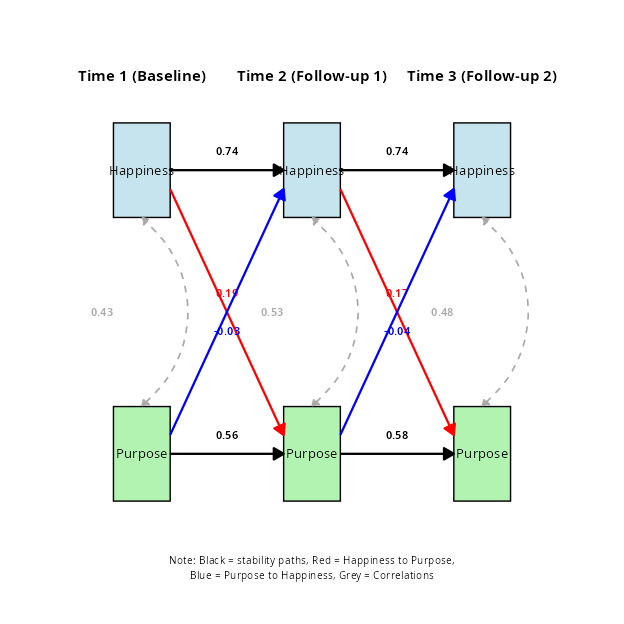 Time 1 (Baseline) Time 2 (Follow-up 1) Time 3 (Follow-up 2)
0.74 0.74
Happiness Happiness Happiness
0.19 0.17
0.43 0.53 0.48
-0.03 -0.04
0.56 0.58
Purpose Purpose Purpose
Note: Black = stability paths, Red = Happiness to Purpose,
Blue = Purpose to Happiness, Grey = Correlations